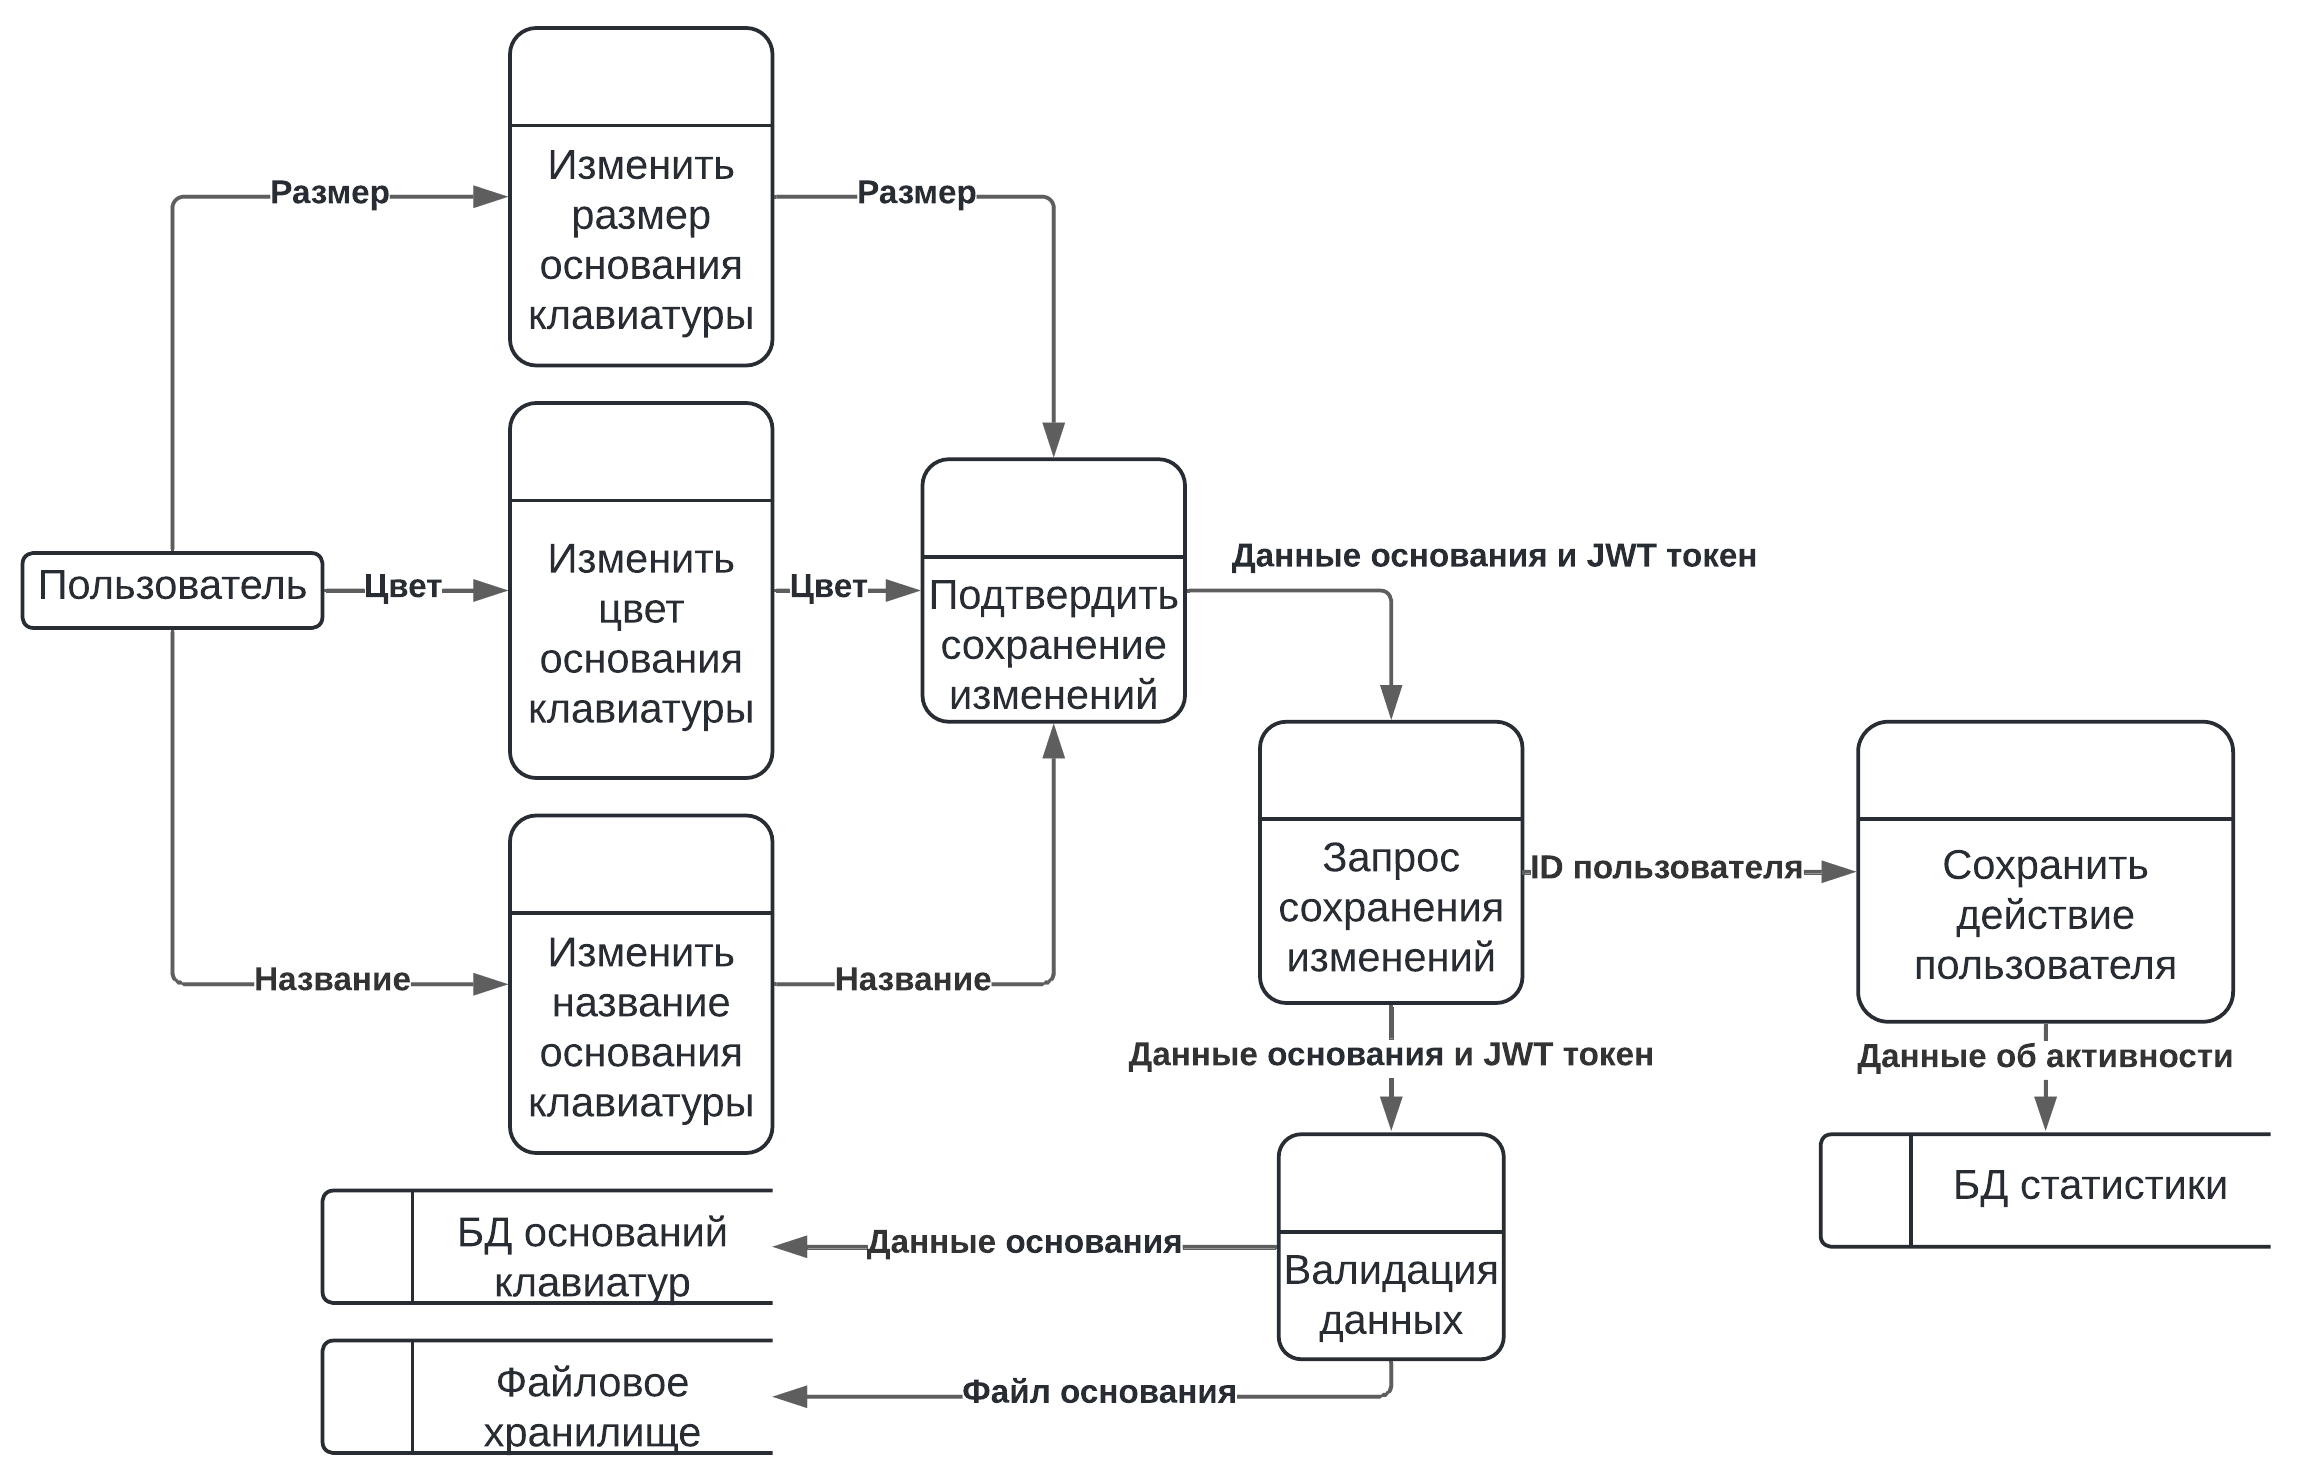 Изменить
размер
основания
клавиатуры
Размер
Размер
Изменить
цвет
основания
клавиатуры
Пользователь
Цвет
Цвет
Подтвердить
сохранение
изменений
Данные основания и JWT токен
Изменить
название
основания
клавиатуры
Название
Название
Запрос
сохранения
изменений
ID пользователя
Сохранить
действие
пользователя
Данные основания и JWT токен
Данные об активности
БД статистики
Валидация
данных
Данные основания
БД оснований
клавиатур
Файл основания
Файловое
хранилище